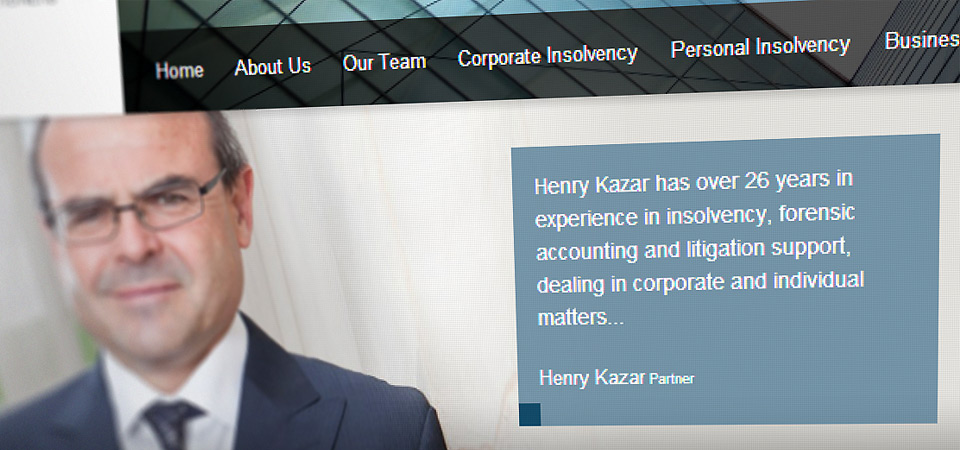 Home About Us Our Team Corporate Insolvency Personal Insolvency Busines
Henry Kazar has over 26 years in
experience in insolvency, forensic
accounting and litigation support,
dealing in corporate and individual
matters...
Henry Kazar Partner